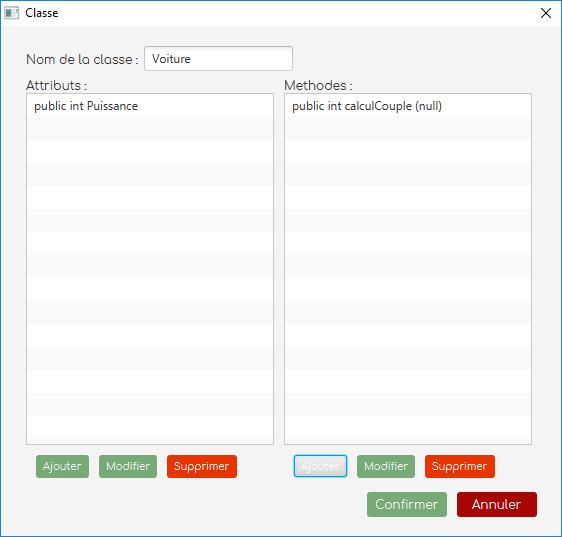 Classe
Nom de la classe : Voiture
Attributs :
Methodes :
public int Puissance
public int calculCouple (null)
Ajouter Modifier Supprimer
Ajouter Modifier Supprimer
Confirmer Annuler